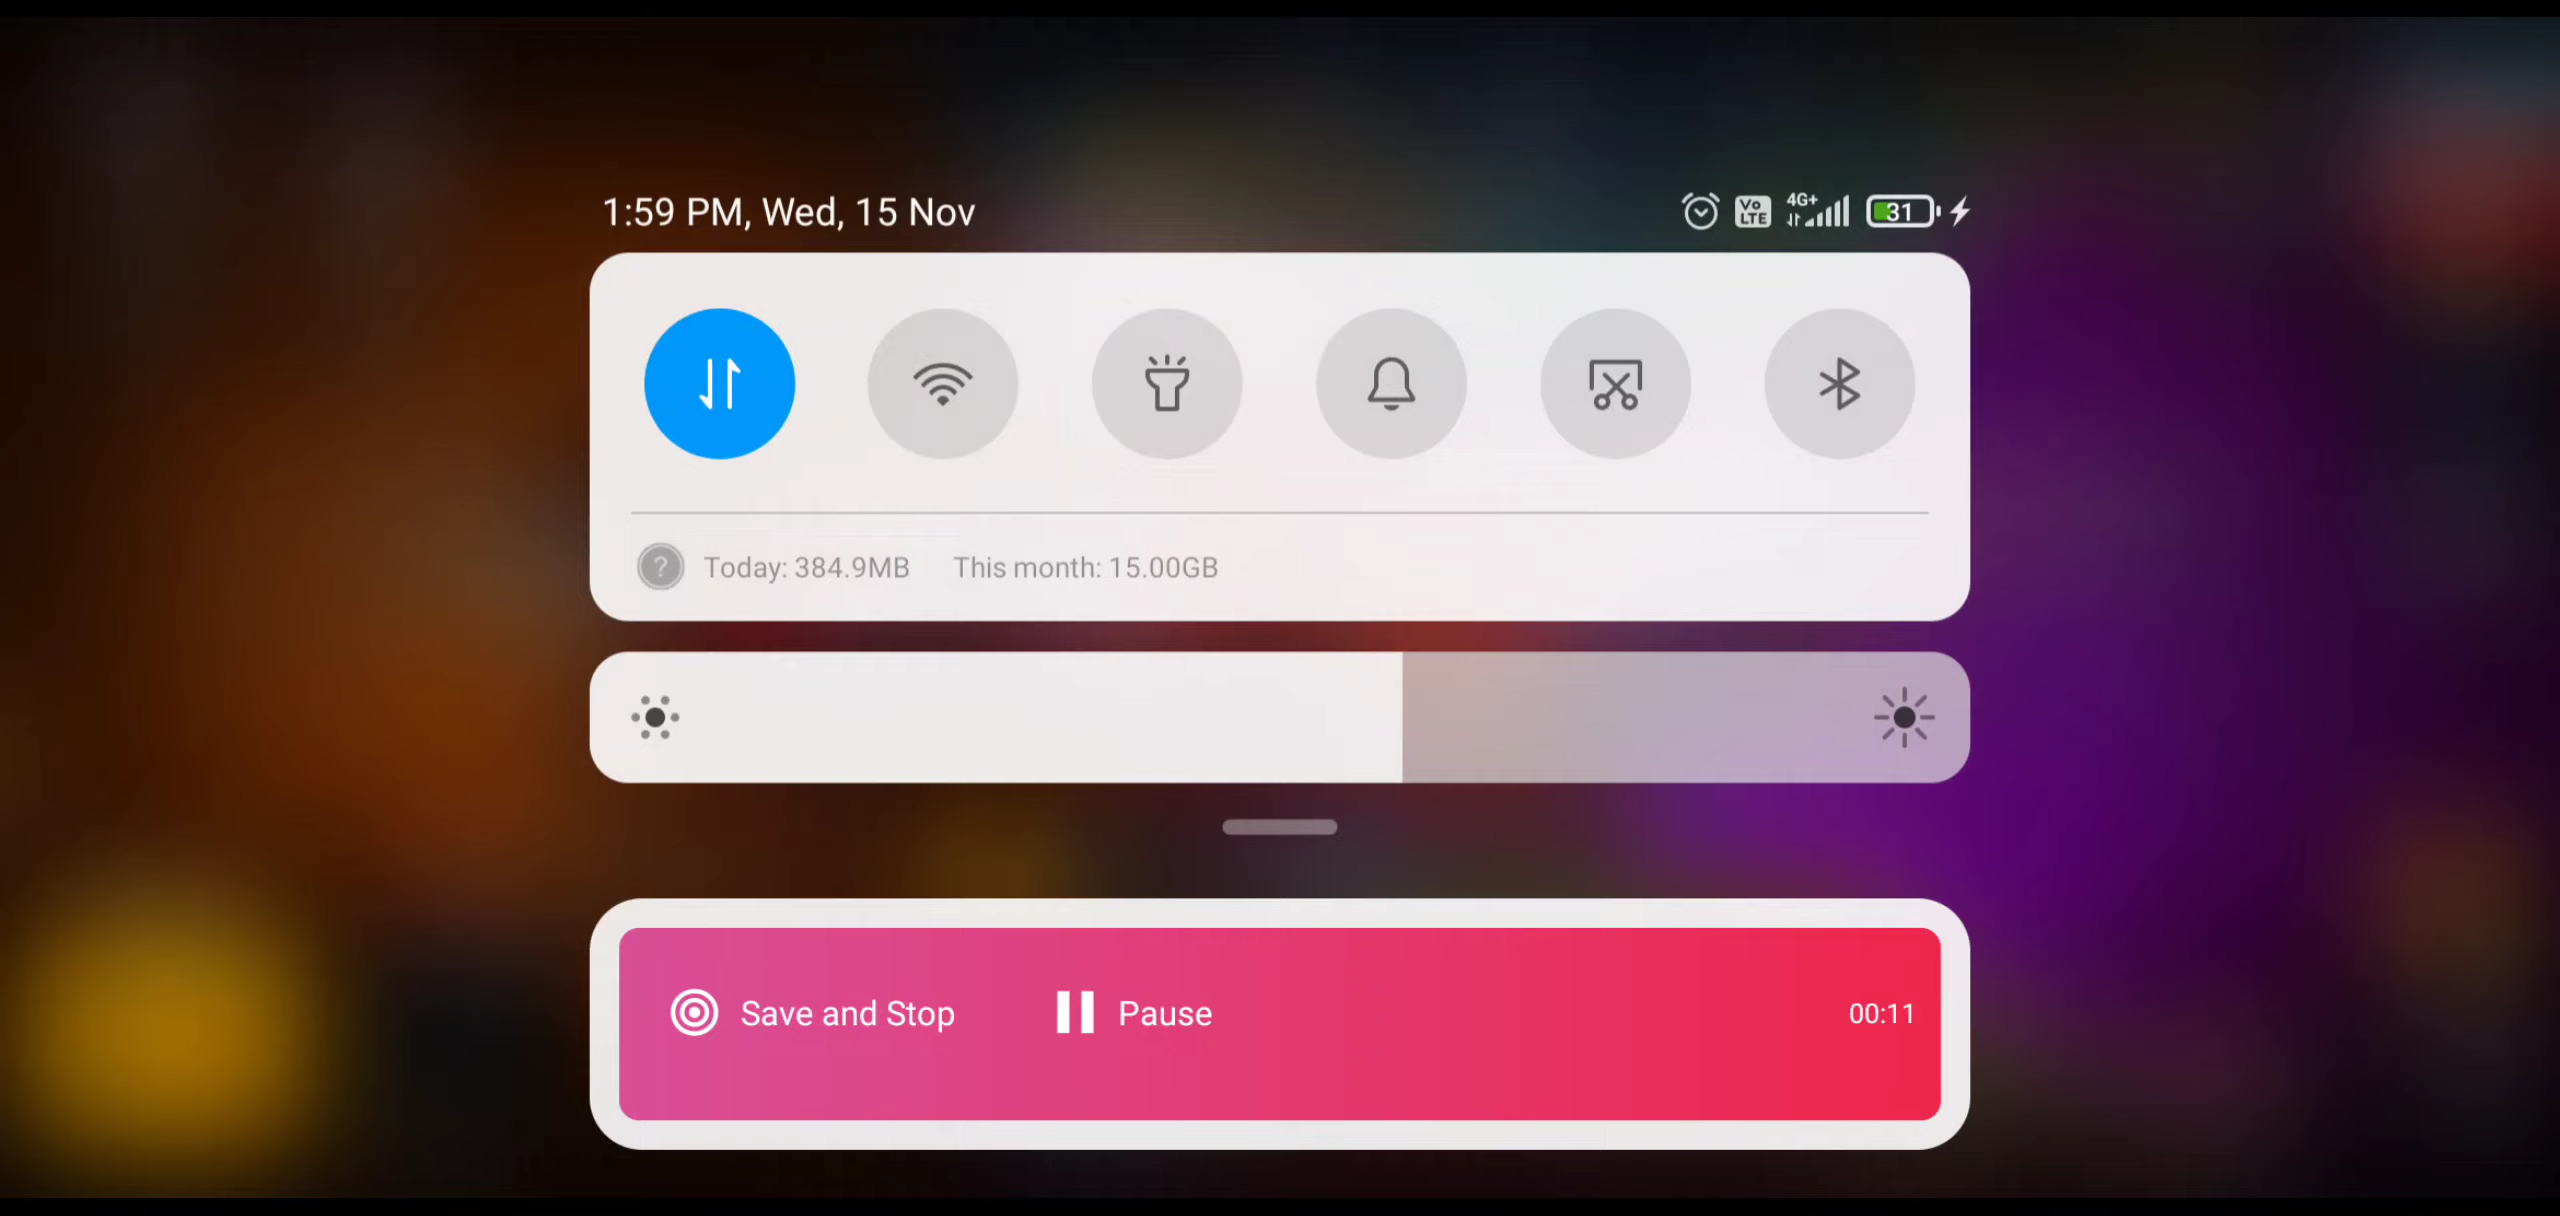 1:59 PM, Wed, 15 Nov
Vo LTE 4G+ 31
? Today: 384.9MB This month: 15.00GB
Save and Stop Pause 00:11